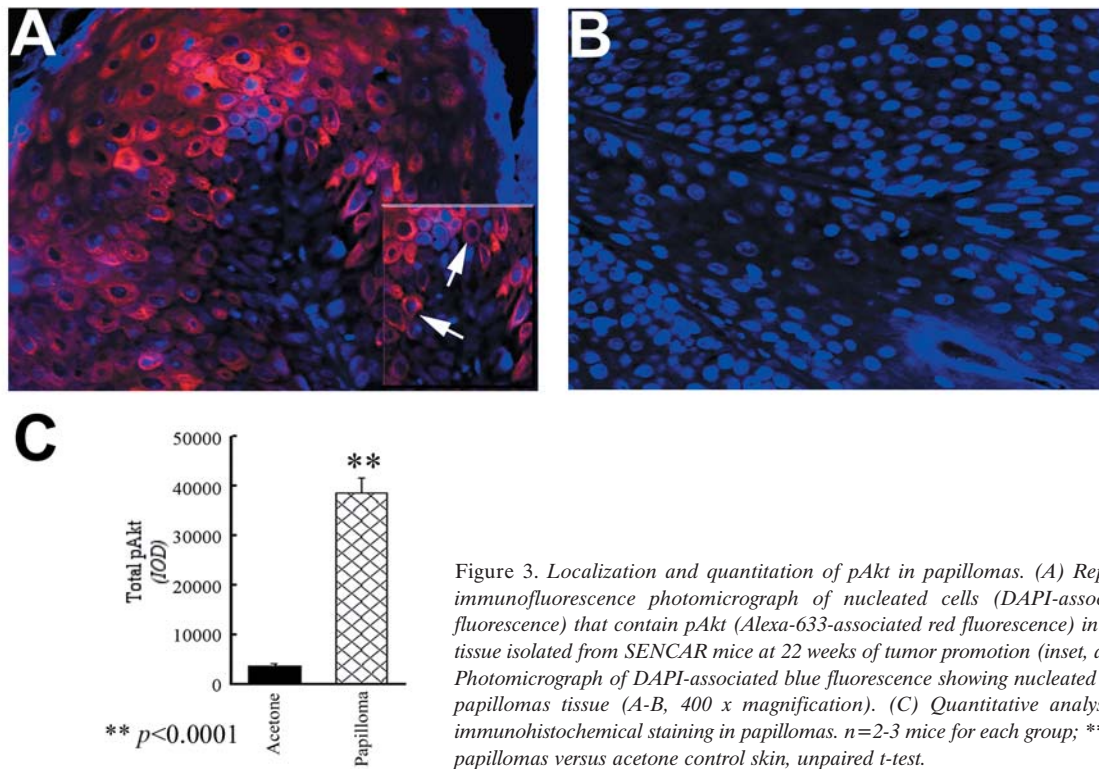 A
B
C
50000
40000
30000
20000
10000
0
Total pAkt
(IOD)
**
Acetone
Papilloma
** p<0.0001
Figure 3. Localization and quantitation of pAkt in papillomas. (A) Rep
immunofluorescence photomicrograph of nucleated cells (DAPI-assoc
fluorescence) that contain pAkt (Alexa-633-associated red fluorescence) in
tissue isolated from SENCAR mice at 22 weeks of tumor promotion (inset, a
Photomicrograph of DAPI-associated blue fluorescence showing nucleated
papillomas tissue (A-B, 400 x magnification). (C) Quantitative analys
immunohistochemical staining in papillomas. n=2-3 mice for each group; **
papillomas versus acetone control skin, unpaired t-test.